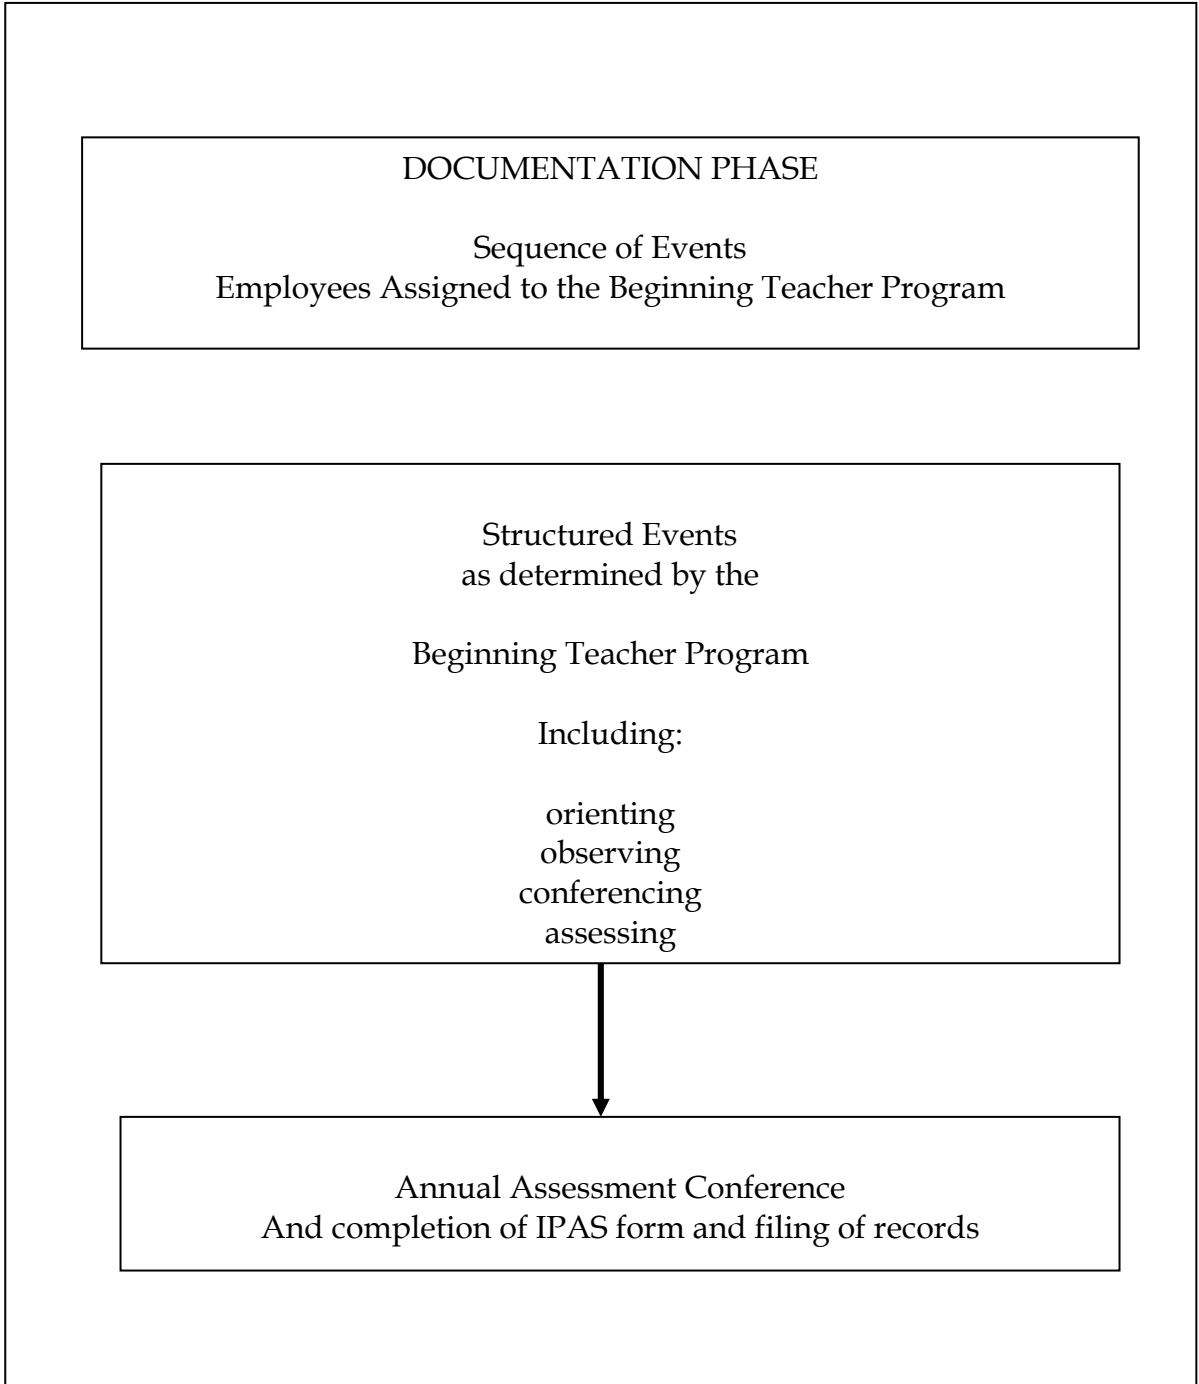 DOCUMENTATION PHASE
Sequence of Events
Employees Assigned to the Beginning Teacher Program
Structured Events
as determined by the
Beginning Teacher Program
Including:
orienting
observing
conferencing
assessing
Annual Assessment Conference
And completion of IPAS form and filing of records